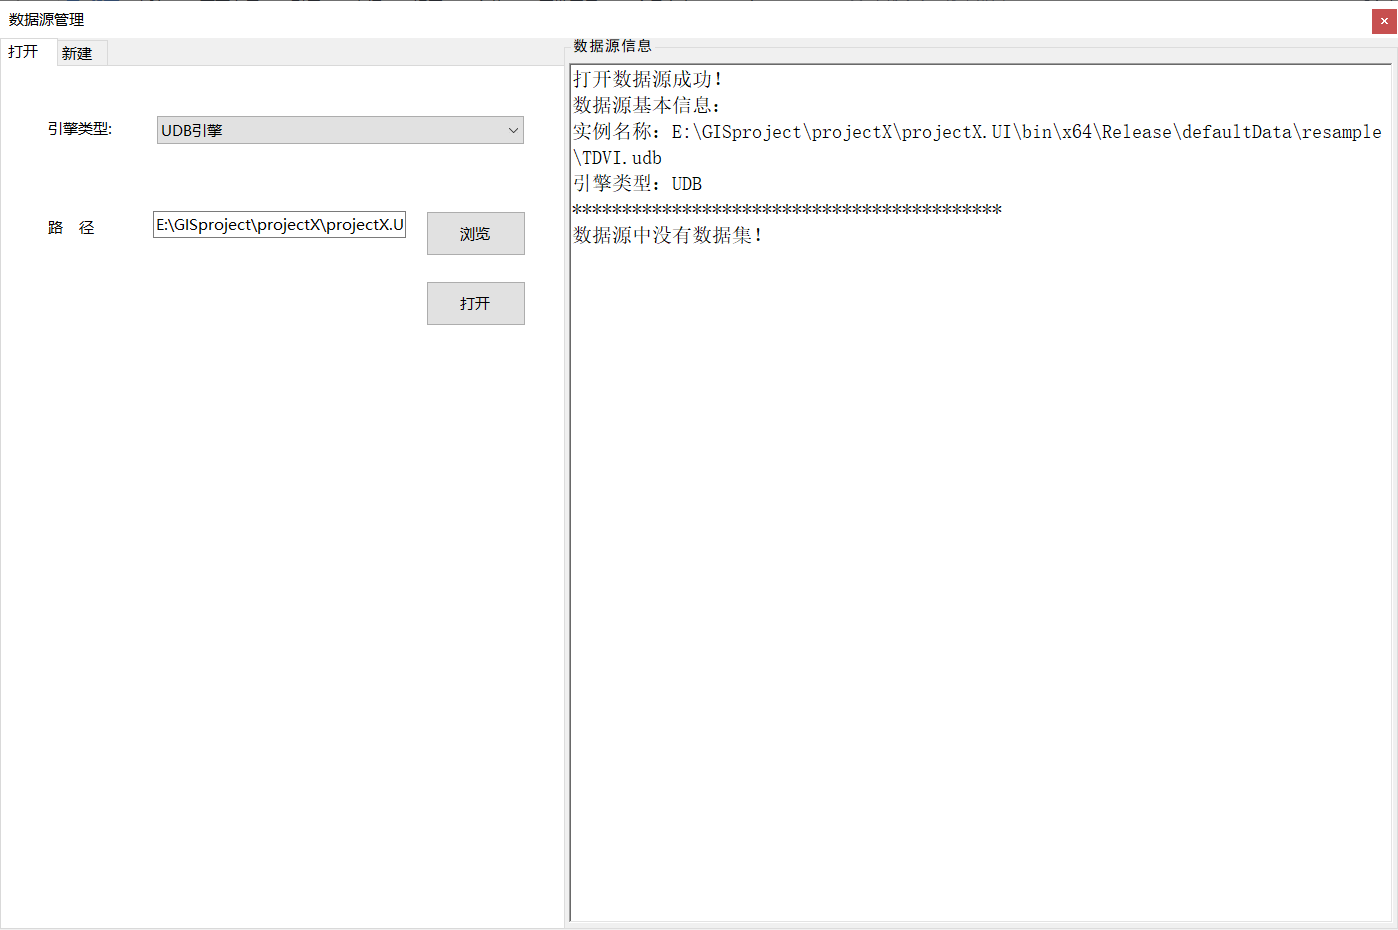 数据源管理
打开 新建
引擎类型:
UDB引擎
路 径
E:\GISproject\projectX\projectX.U
浏览
打开
数据源信息
打开数据源成功!
数据源基本信息:
实例名称: E:\GISproject\projectX\projectX.UI\bin\x64\Release\defaultData\resample
\TDVI.udb
引擎类型: UDB
*******************************************
数据源中没有数据集!